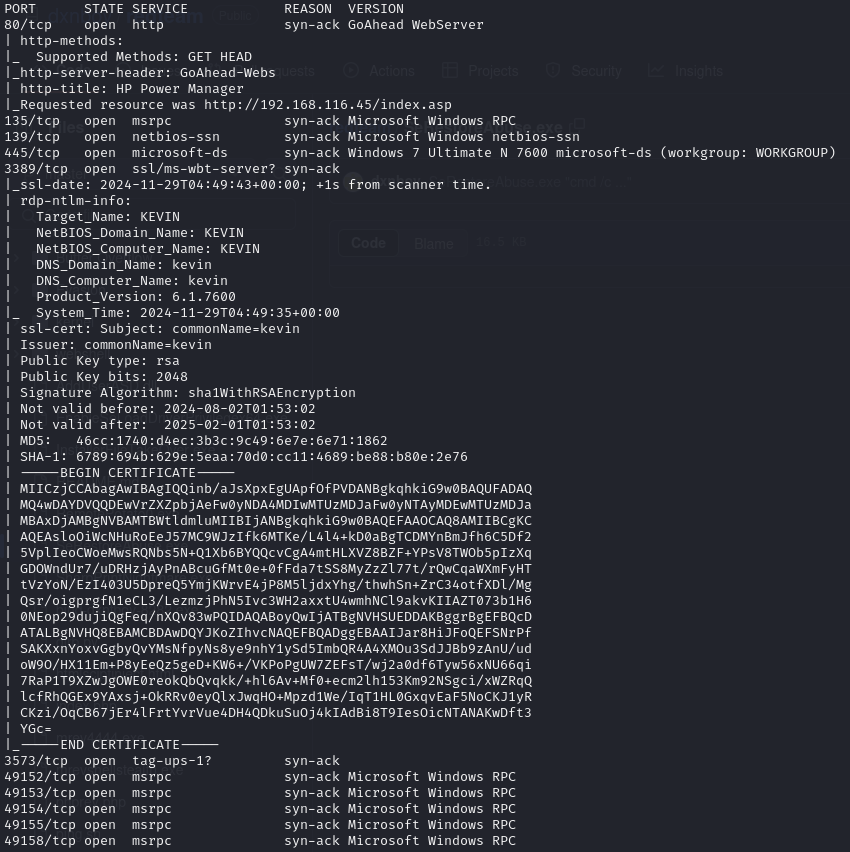 PORT      STATE SERVICE         REASON  VERSION
80/tcp    open  http            syn-ack GoAhead WebServer
| http-methods:
|_  Supported Methods: GET HEAD
|_http-server-header: GoAhead-Webs
| http-title: HP Power Manager
|_Requested resource was http://192.168.116.45/index.asp
135/tcp   open  msrpc           syn-ack Microsoft Windows RPC
139/tcp   open  netbios-ssn     syn-ack Microsoft Windows netbios-ssn
445/tcp   open  microsoft-ds    syn-ack Windows 7 Ultimate N 7600 microsoft-ds (workgroup: WORKGROUP)
3389/tcp  open  ssl/ms-wbt-server? syn-ack
|_ssl-date: 2024-11-29T04:49:43+00:00; +1s from scanner time.
| rdp-ntlm-info:
|   Target_Name: KEVIN
|   NetBIOS_Domain_Name: KEVIN
|   NetBIOS_Computer_Name: KEVIN
|   DNS_Domain_Name: kevin
|   DNS_Computer_Name: kevin
|   Product_Version: 6.1.7600
|_  System_Time: 2024-11-29T04:49:35+00:00
| ssl-cert: Subject: commonName=kevin
| Issuer: commonName=kevin
| Public Key type: rsa
| Public Key bits: 2048
| Signature Algorithm: sha1WithRSAEncryption
| Not valid before: 2024-08-02T01:53:02
| Not valid after:  2025-02-01T01:53:02
| MD5:   46cc:1740:d4ec:3b3c:9c49:6e7e:6e71:1862
| SHA-1: 6789:694b:629e:5eaa:70d0:cc11:4689:be88:b80e:2e76
| -----BEGIN CERTIFICATE-----
| MIICzjCCAbagAwIBAgIQQinb/aJsXpxEgUApfOfPVDANBgkqhkiG9w0BAQUFADAQ
| MQ4wDAYDVQQDEwVrZXZpbjAeFw0yNDA4MDIwMTUzMDJaFw0yNTAyMDEwMTUzMDJa
| MBAxDjAMBgNVBAMTBWtldmluMIIBIjANBgkqhkiG9w0BAQEFAAOCAQ8AMIIBCgKC
| AQEAsloOiWcNHuRoEeJ57MC9WJzIfk6MTKe/L4l4+kD0aBgTCDMYnBmJfh6C5Df2
| 5VplIeoCWoeMwsRQNbs5N+Q1Xb6BYQQcvCgA4mtHLXVZ8BZF+YPsV8TWOb5pIzXq
| GDOWndUr7/uDRHzjAyPnABcuGfMt0e+0fFda7tSS8MyZzZl77t/rQwCqaWXmFyHT
| tVzYoN/EzI403U5DpreQ5YmjKWrvE4jP8M5ljdxYhg/thwhSn+ZrC34otfXDl/Mg
| Qsr/oigprgfN1eCL3/LezmzjPhN5Ivc3WH2axxtU4wmhNCl9akvKIIAZT073b1H6
| 0NEop29dujiQgFeq/nXQv83wPQIDAQABoyQwIjATBgNVHSUEDDAKBggrBgEFBQcD
| ATALBgNVHQ8EBAMCBDAwDQYJKoZIhvcNAQEFBQADggEBAAIJar8HiJFoQEFSNrPf
| SAKXxnYoxvGgbyQvYMsNfpyNs8ye9nhY1ySd5ImbQR4A4XMOu3SdJJBb9zAnU/ud
| oW9O/HX11Em+P8yEeQz5geD+KW6+/VKPoPgUW7ZEFsT/wj2a0df6Tyw56xNU66qi
| 7RaP1T9XZwJgOWE0reokQbQvqkk/+hl6Av+Mf0+ecm2lh153Km92NSgci/xWZRqQ
| lcfRhQGEx9YAxsj+OkRRv0eyQlxJwqHO+Mpzd1We/IqT1HL0GxqvEaF5NoCKJ1yR
| CKzi/OqCB67jEr4lFrtYvrVue4DH4QDkuSuOj4kIAdBi8T9IesOicNTANAKwDft3
| YGc=
|_-----END CERTIFICATE-----
3573/tcp  open  tag-ups-1?      syn-ack
49152/tcp open  msrpc           syn-ack Microsoft Windows RPC
49153/tcp open  msrpc           syn-ack Microsoft Windows RPC
49154/tcp open  msrpc           syn-ack Microsoft Windows RPC
49155/tcp open  msrpc           syn-ack Microsoft Windows RPC
49158/tcp open  msrpc           syn-ack Microsoft Windows RPC
Actions
Projects
Security
Insights
Code
Blame